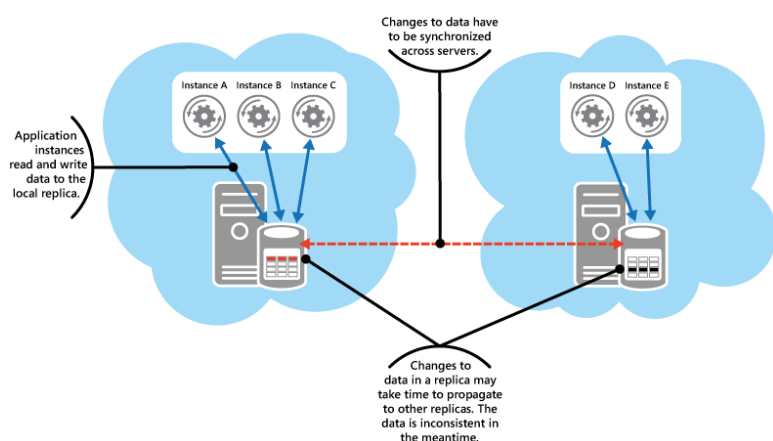 Changes to data have
to be synchronized
across servers.
Instance A Instance B Instance C
Instance D Instance E
Application
instances
read and write
data to the
local replica.
Changes to
data in a replica may
take time to propagate
to other replicas. The
data is inconsistent in
the meantime.